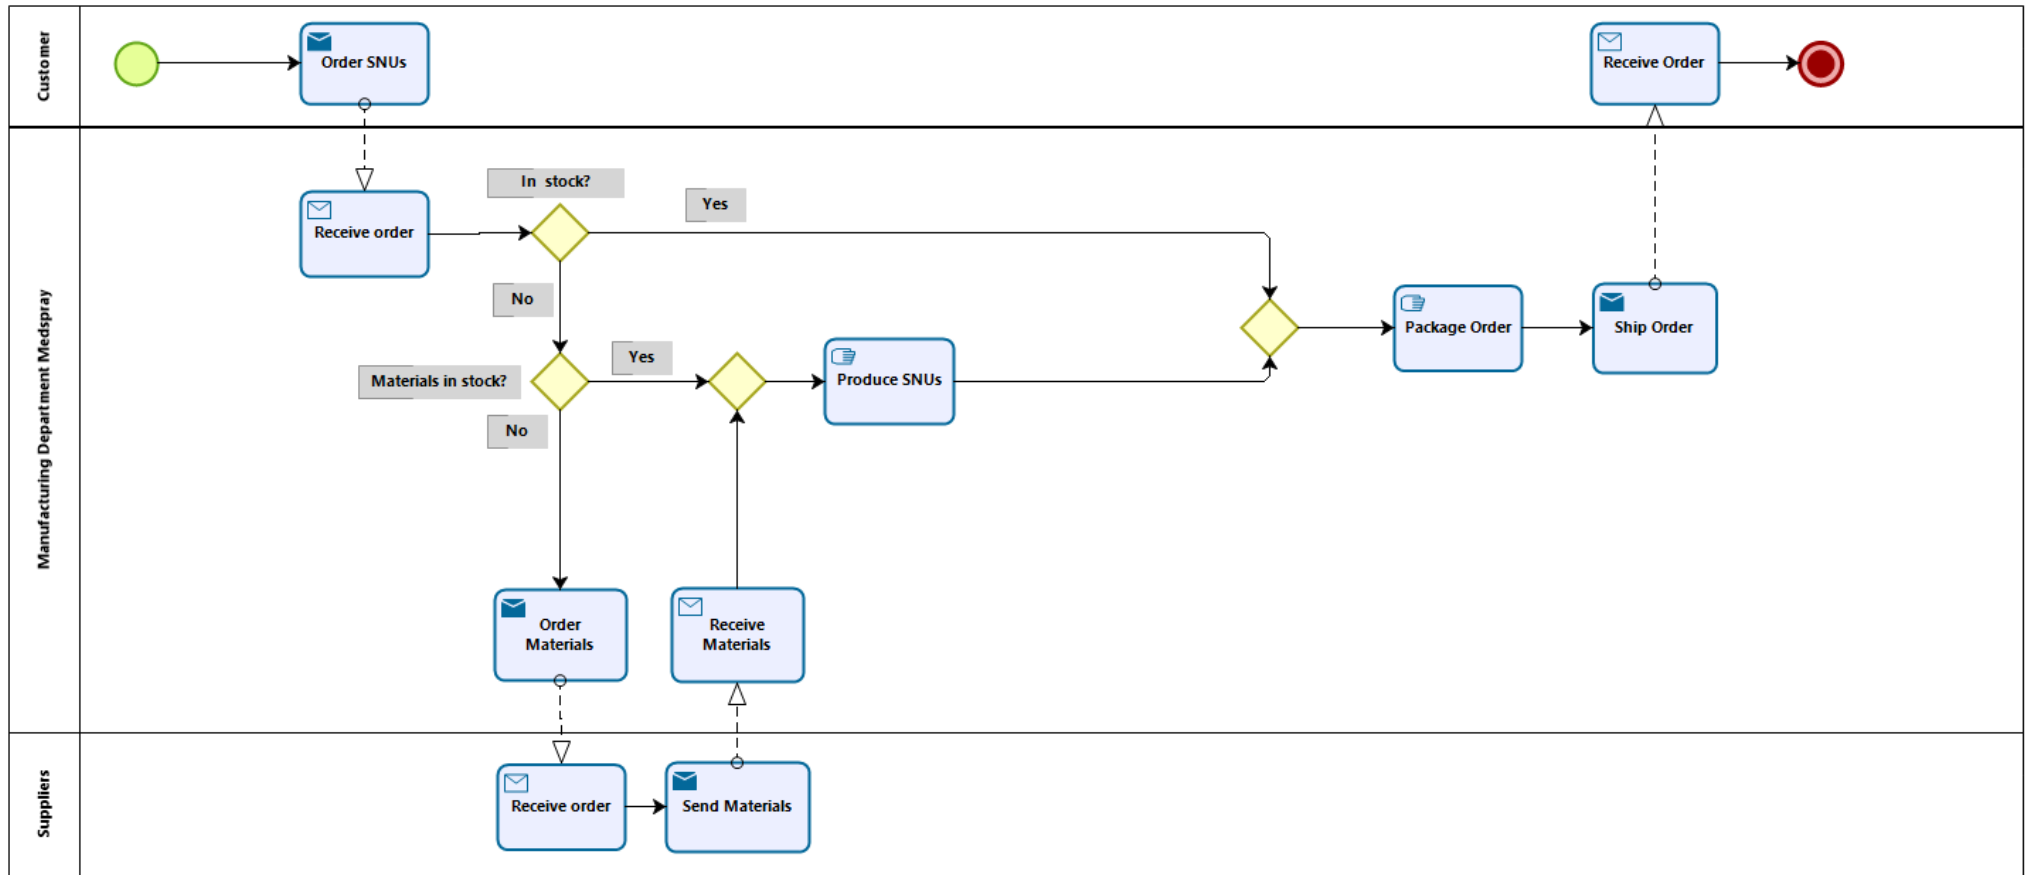 Customer
Order SNUs
Receive Order
Manufacturing Department Medspray
In  stock?
Yes
Receive order
No
Yes
Materials in stock?
Produce SNUs
Package Order
Ship Order
No
Order
Materials
Receive
Materials
Suppliers
Receive order
Send Materials